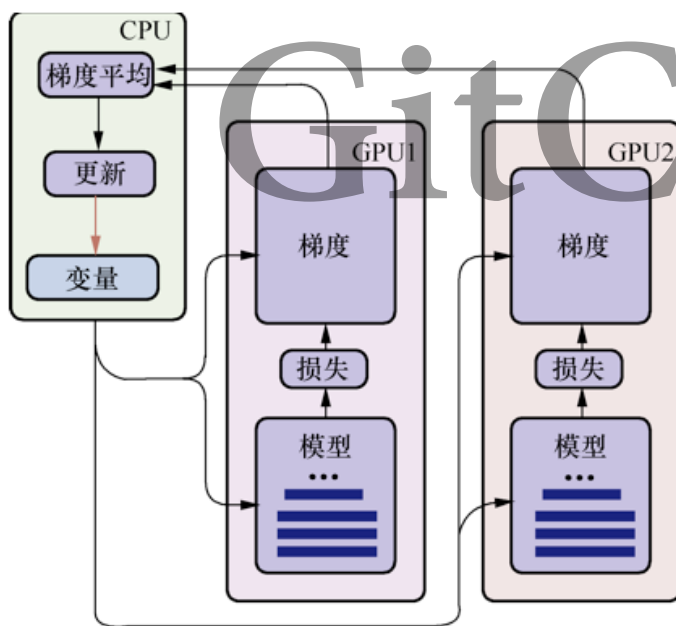 CPU
梯度平均
更新
变量
GPU1
梯度
损失
模型
...
GPU2
梯度
损失
模型
...
GitC